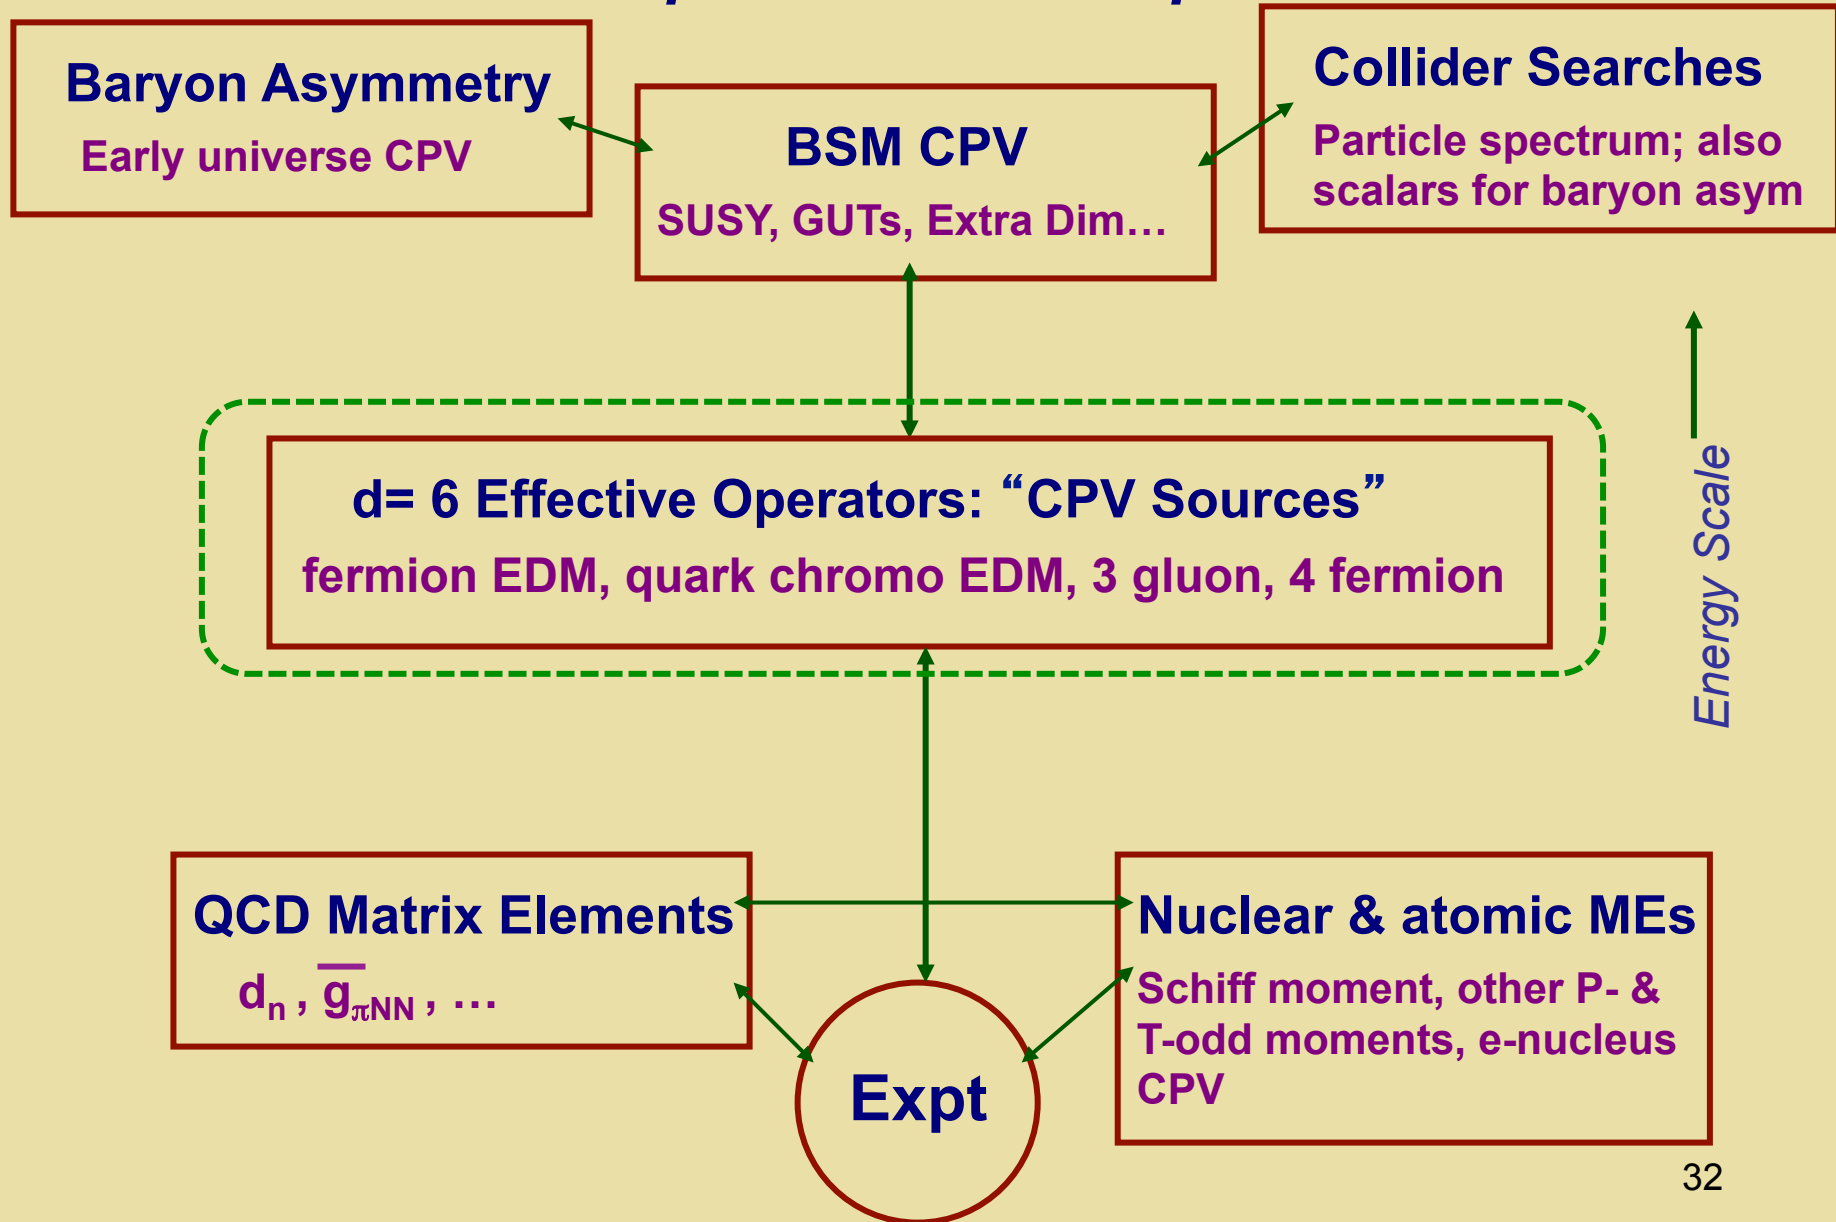 Baryon Asymmetry
Early universe CPV
BSM CPV
SUSY, GUTs, Extra Dim…
Collider Searches
Particle spectrum; also
scalars for baryon asym
d= 6 Effective Operators: “CPV Sources”
fermion EDM, quark chromo EDM, 3 gluon, 4 fermion
Energy Scale
QCD Matrix Elements
dₙ , g̅πNN , …
Nuclear & atomic MEs
Schiff moment, other P- &
T-odd moments, e-nucleus
CPV
Expt
32